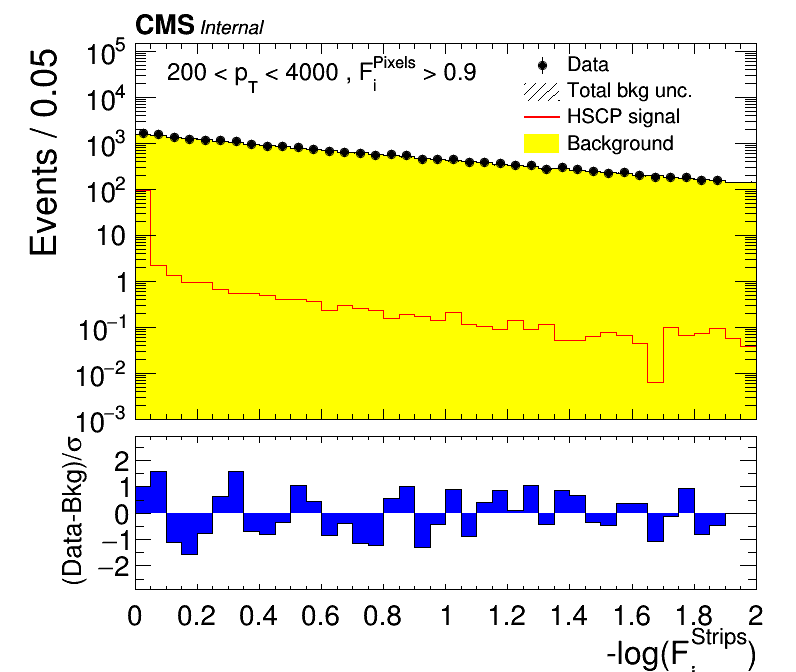 CMS Internal
200 < p_T < 4000 , F_i^Pixels > 0.9
Data
Total bkg unc.
HSCP signal
Background
Events / 0.05
10^5
10^4
10^3
10^2
10
1
10^−1
10^−2
10^−3
(Data-Bkg)/σ
2
1
0
−1
−2
0 0.2 0.4 0.6 0.8 1 1.2 1.4 1.6 1.8 2
-log(F_i^Strips)